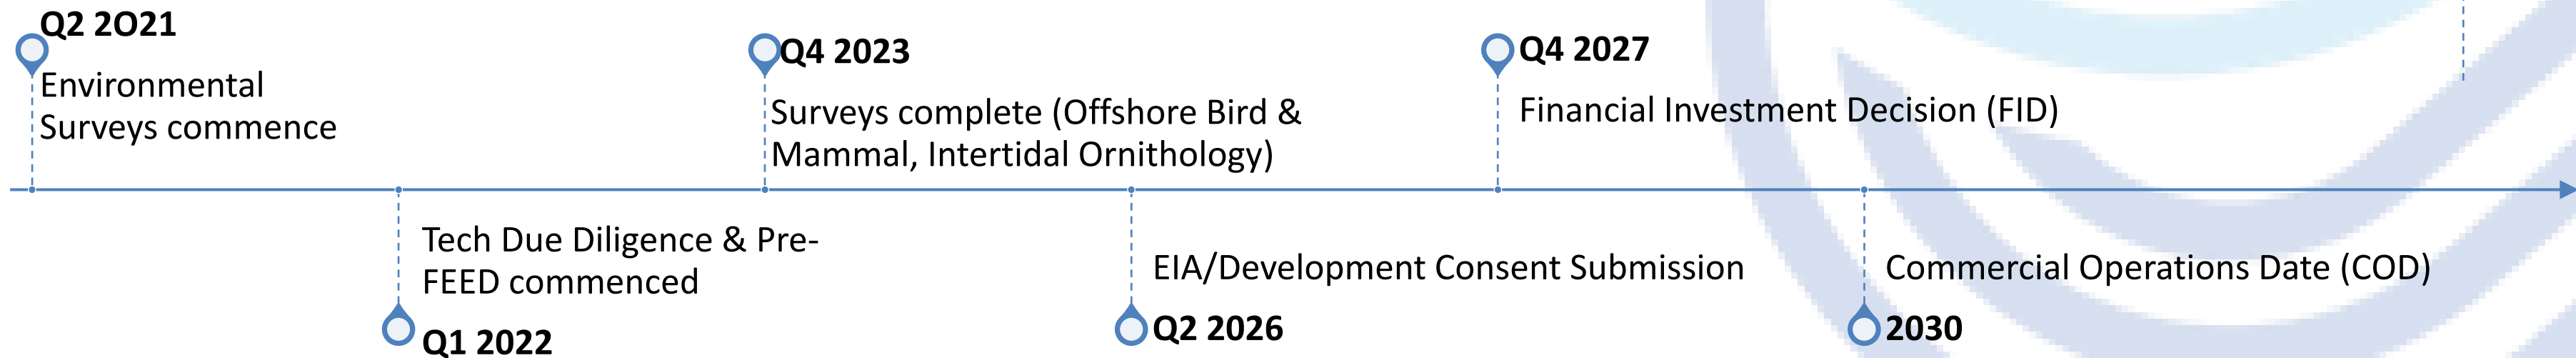 Q2 2O21
Environmental
Surveys commence
Tech Due Diligence & Pre-
FEED commenced
Q1 2022
Q4 2023
Surveys complete (Offshore Bird &
Mammal, Intertidal Ornithology)
EIA/Development Consent Submission
Q2 2026
Q4 2027
Financial Investment Decision (FID)
Commercial Operations Date (COD)
2030